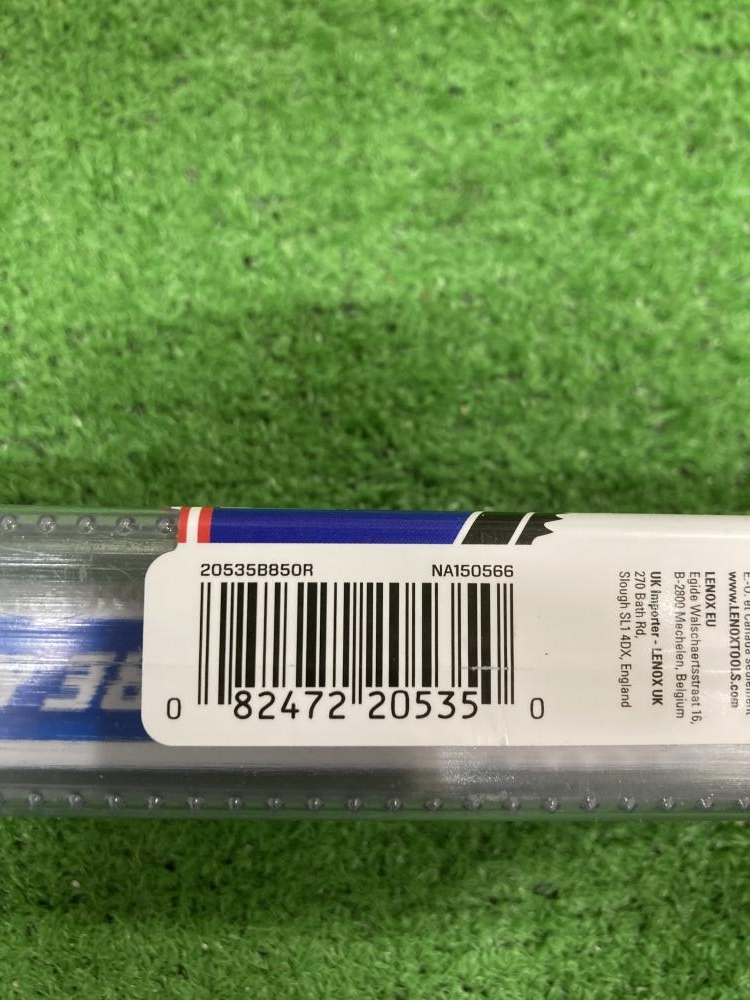 20535B850R NA150566
0 82472 20535 0
38
LENOX EU
Egide Walschaertsstraat 16,
B-2800 Mechelen, Belgium
UK Importer - LENOX UK
270 Bath Rd,
Slough SL1 4DX, England
www.LENOXTOOLS.com